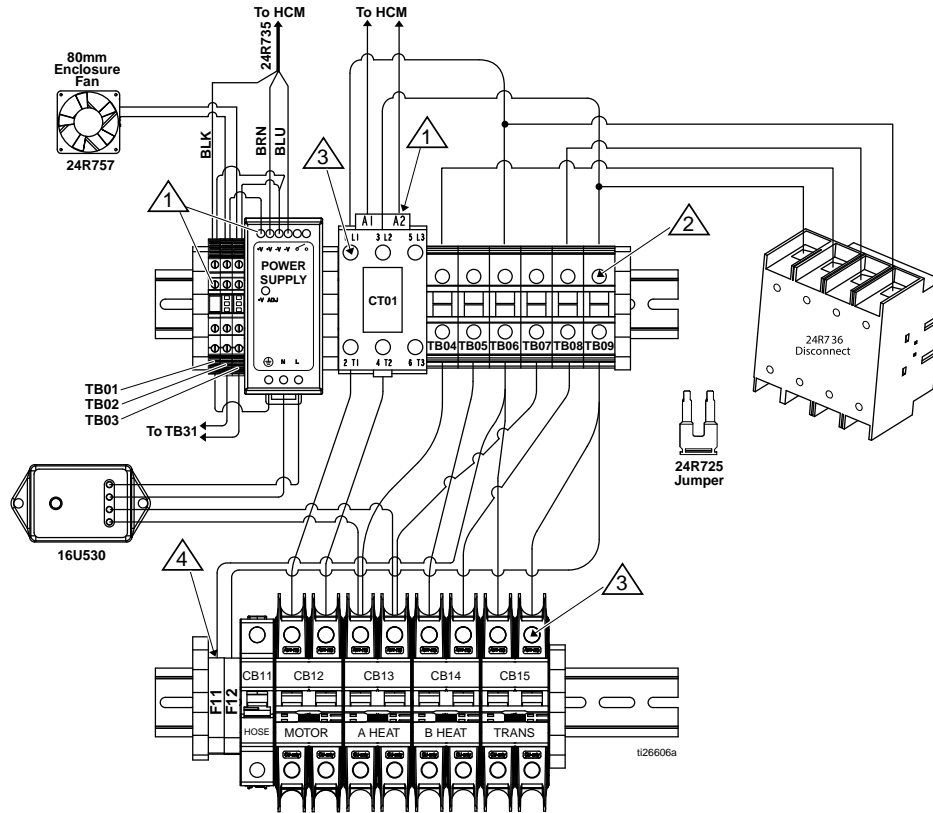 To HCM
To HCM
24R735
80mm
Enclosure
Fan
24R757
BLK
BRN
BLU
1
3
1
2
A1 A2
1 L1 3 L2 5 L3
+V +V -V -V
POWER
SUPPLY
+V ADJ
N L
CT01
2 T1 4 T2 6 T3
TB04 TB05 TB06 TB07 TB08 TB09
24R736
Disconnect
TB01
TB02
TB03
To TB31
24R725
Jumper
16U530
4
3
F11
F12
CB11 CB12 CB13 CB14 CB15
HOSE MOTOR A HEAT B HEAT TRANS
ti26606a